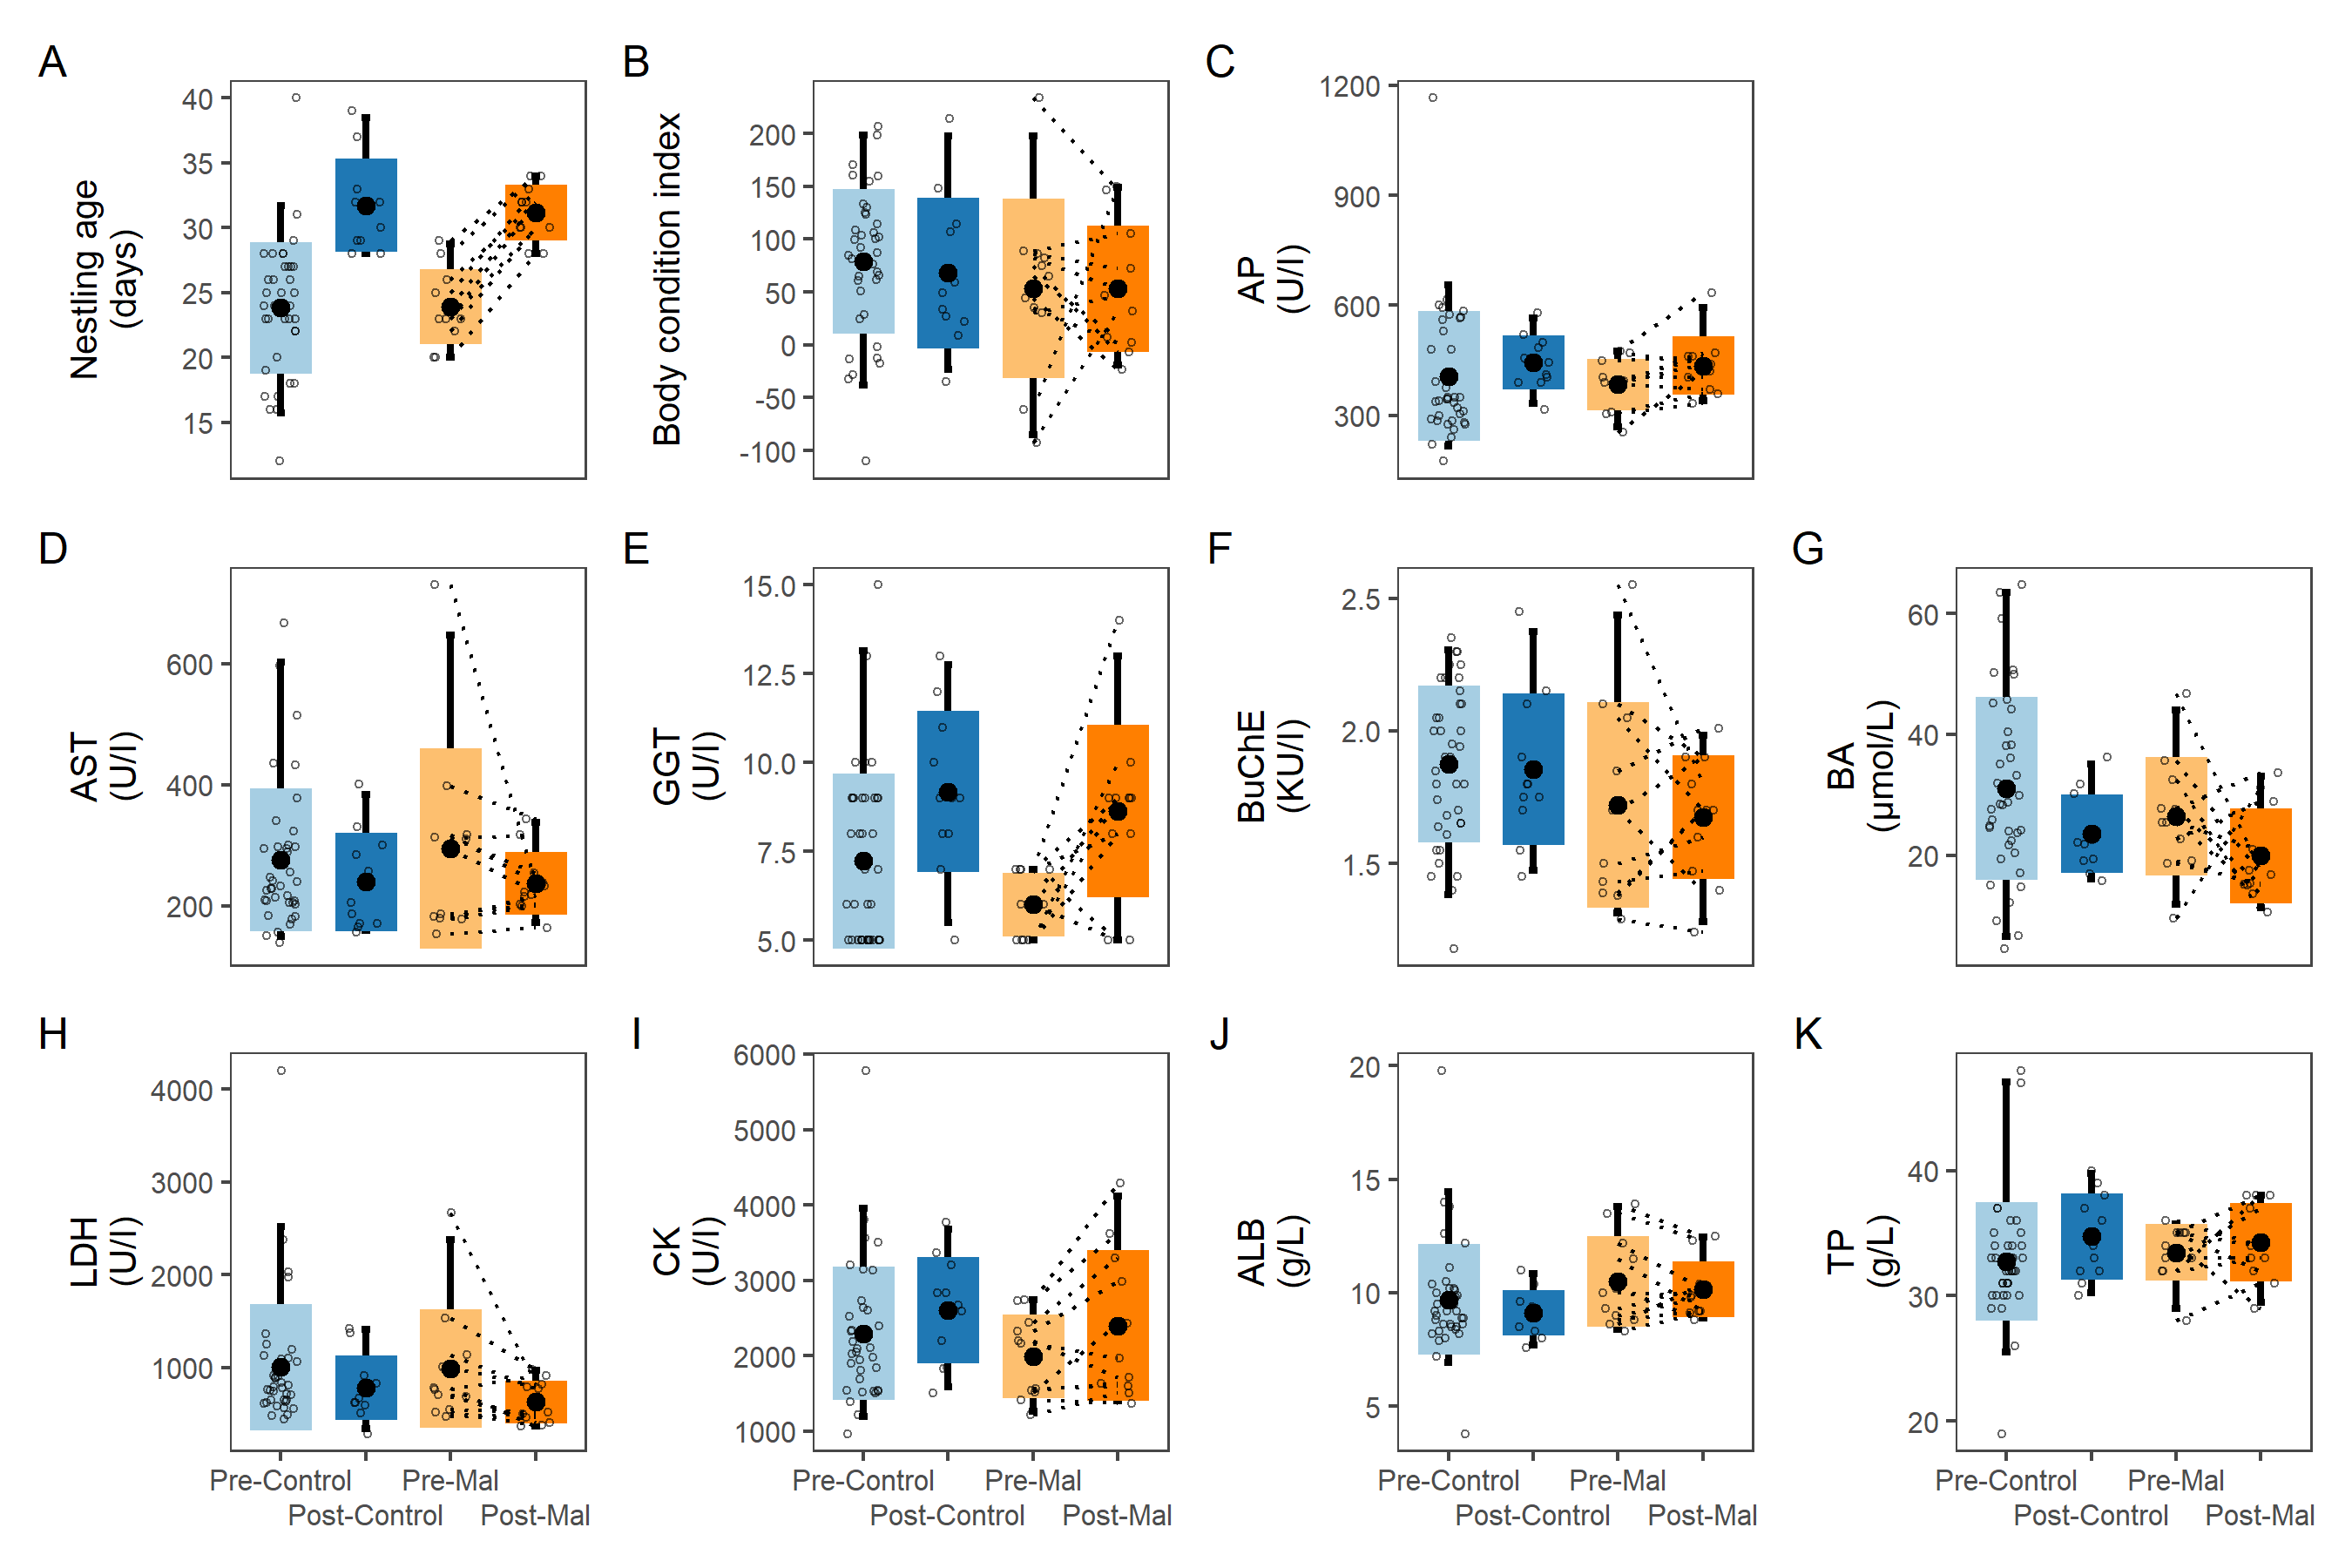 A
Nestling age
(days)
40
35
30
25
20
15
B
Body condition index
200
150
100
50
0
-50
-100
C
AP
(U/l)
1200
900
600
300
D
AST
(U/l)
600
400
200
E
GGT
(U/l)
15.0
12.5
10.0
7.5
5.0
F
BuChE
(KU/l)
2.5
2.0
1.5
G
BA
(µmol/L)
60
40
20
H
LDH
(U/l)
4000
3000
2000
1000
Pre-Control
Pre-Mal
Post-Control
Post-Mal
I
CK
(U/l)
6000
5000
4000
3000
2000
1000
Pre-Control
Pre-Mal
Post-Control
Post-Mal
J
ALB
(g/L)
20
15
10
5
Pre-Control
Pre-Mal
Post-Control
Post-Mal
K
TP
(g/L)
40
30
20
Pre-Control
Pre-Mal
Post-Control
Post-Mal